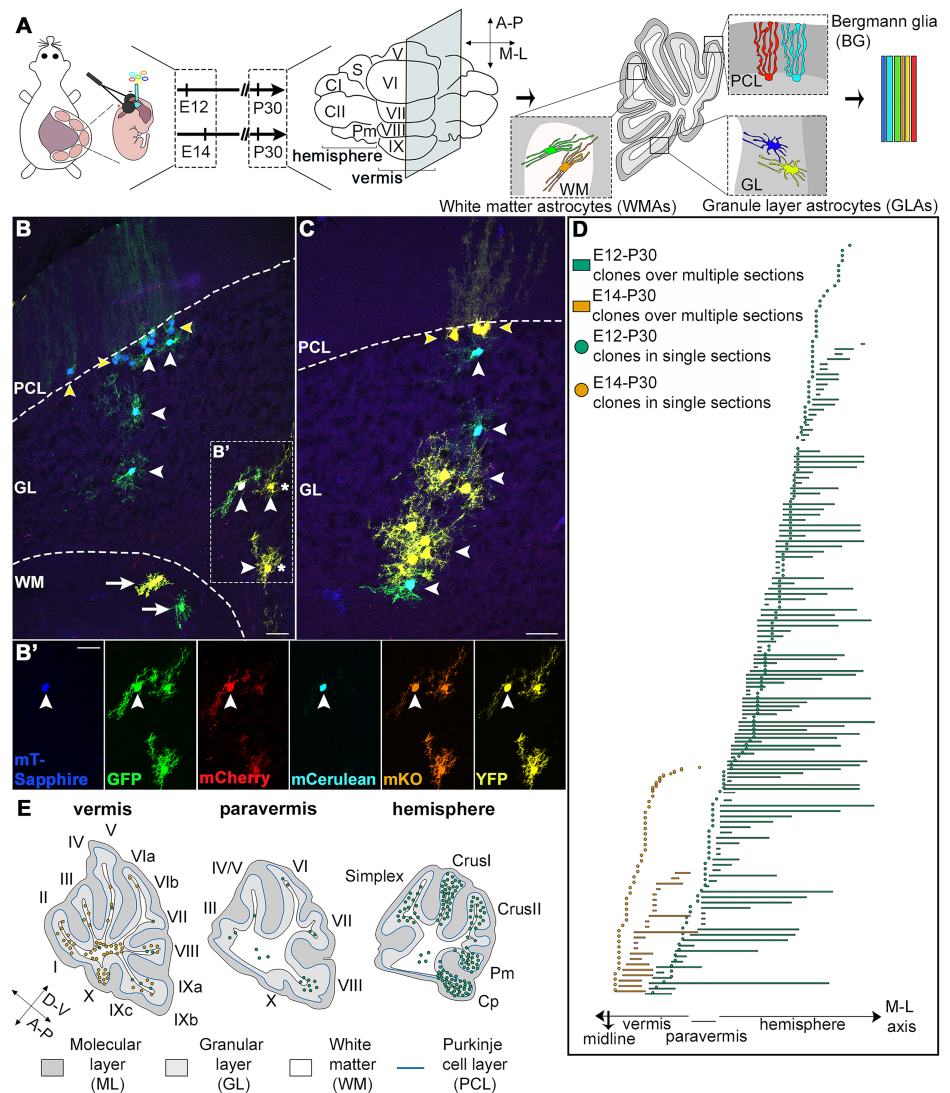 A
E12
P30
E14
P30
A-P
M-L
V
S
VI
CI
CII
VII
Pm
VIII
IX
hemisphere
vermis
WM
White matter astrocytes (WMAs)
PCL
GL
Granule layer astrocytes (GLAs)
Bergmann glia
(BG)
B
PCL
GL
WM
B'
C
PCL
GL
D
E12-P30
clones over multiple sections
E14-P30
clones over multiple sections
E12-P30
clones in single sections
E14-P30
clones in single sections
M-L
axis
midline
vermis
paravermis
hemisphere
B'
mT-
Sapphire
GFP
mCherry
mCerulean
mKO
YFP
E
vermis
paravermis
hemisphere
V
IV
VIa
III
VIb
II
VII
VIII
I
IXa
X
IXc
IXb
D-V
A-P
IV/V
VI
III
VII
X
VIII
Simplex
CrusI
CrusII
Pm
Cp
Molecular
layer
(ML)
Granular
layer
(GL)
White
matter
(WM)
Purkinje
cell layer
(PCL)